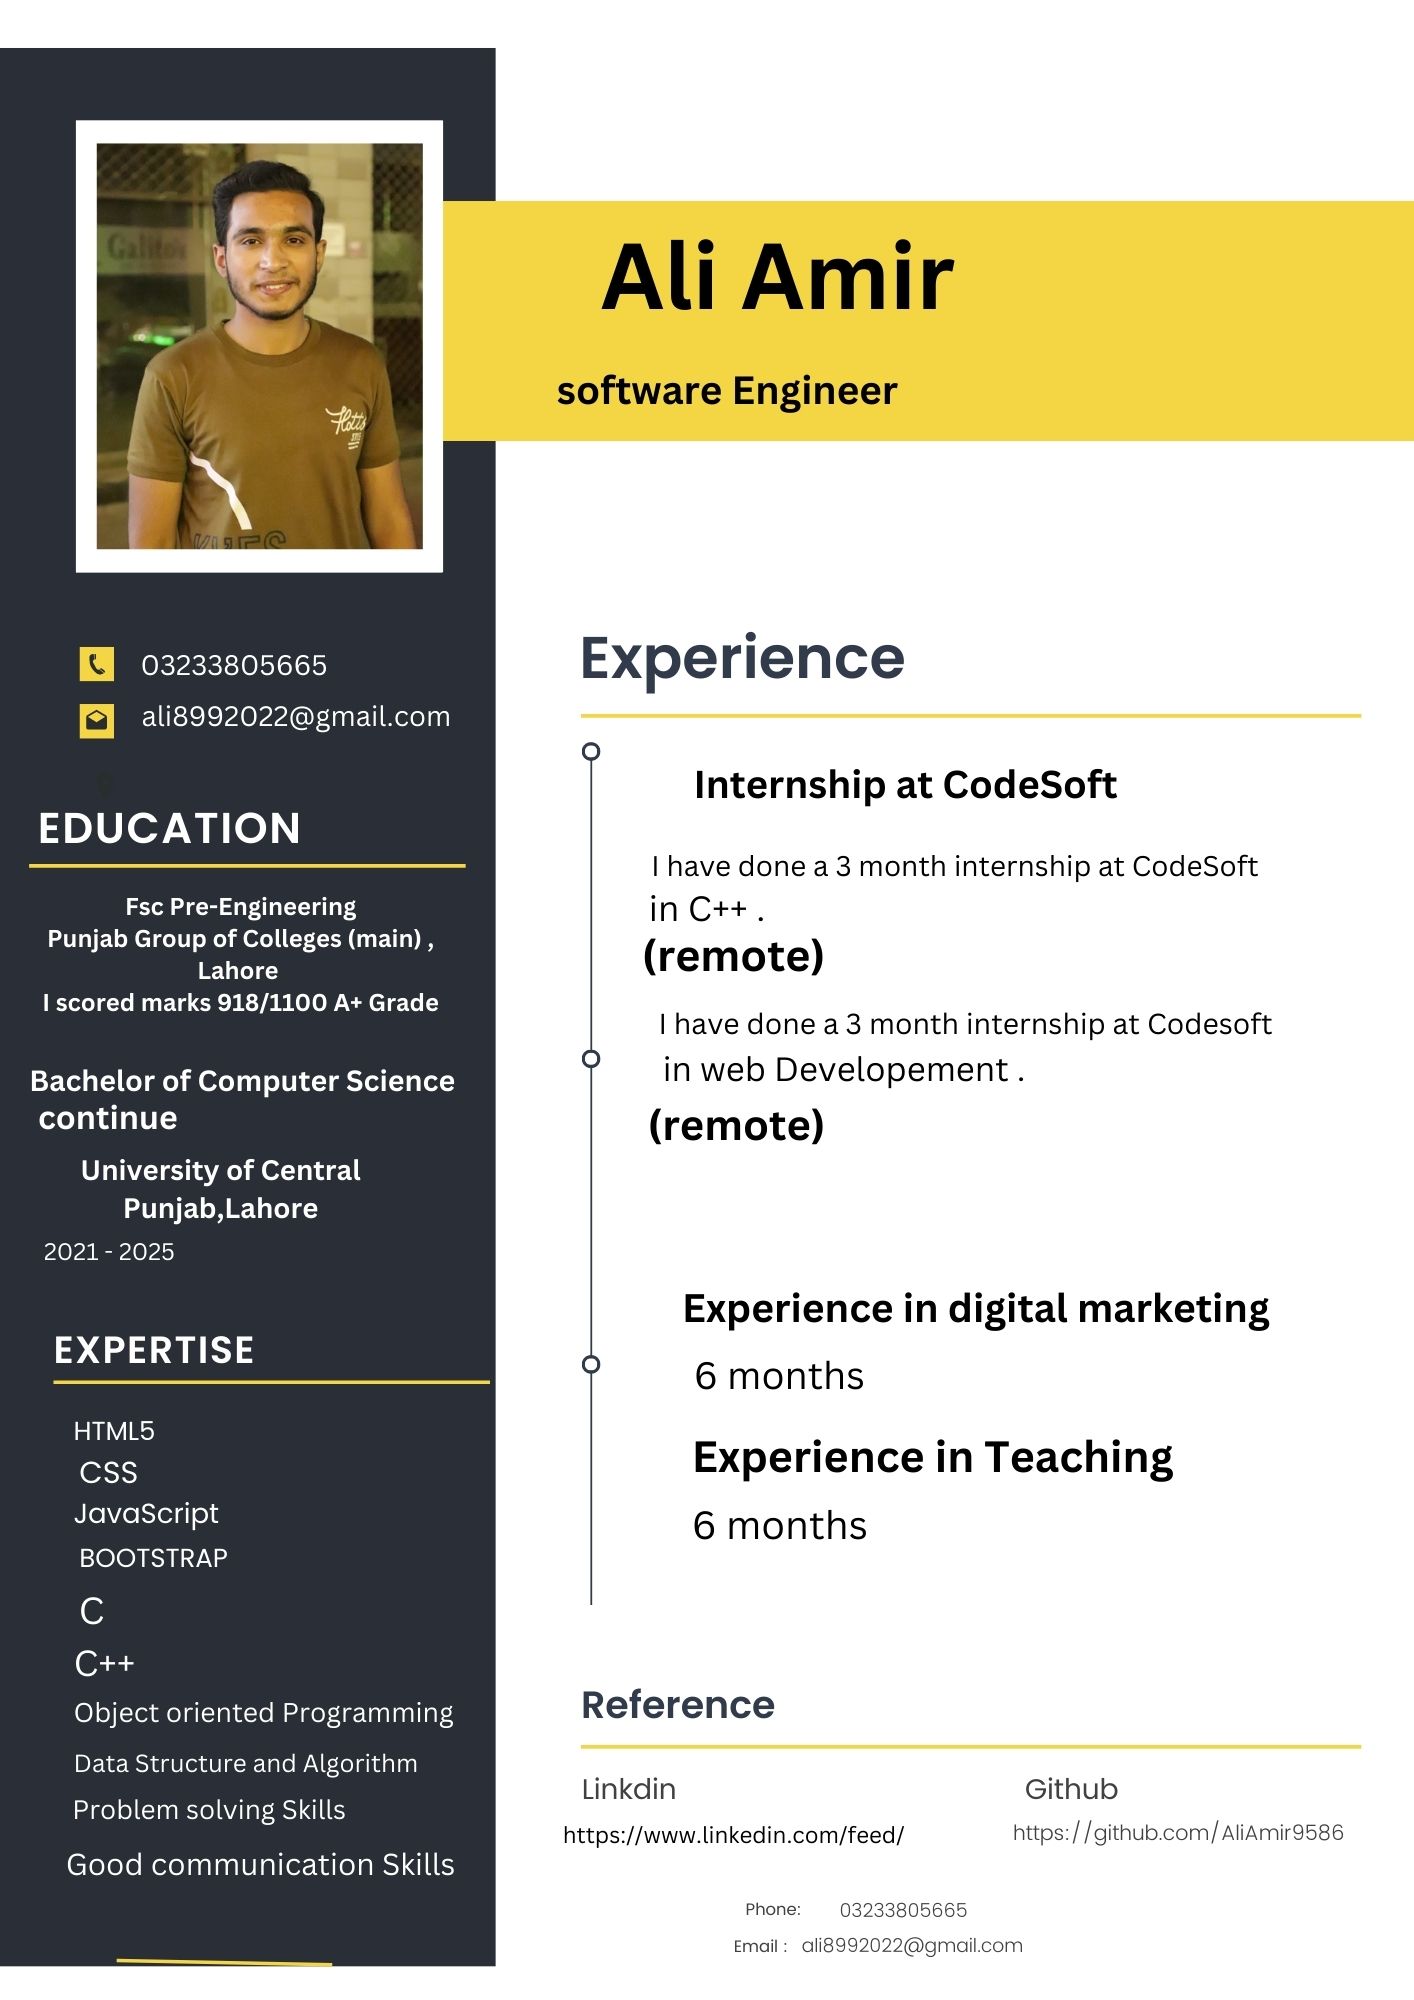 Ali Amir
software Engineer
03233805665
ali8992022@gmail.com
EDUCATION
Fsc Pre-Engineering
Punjab Group of Colleges (main) ,
Lahore
I scored marks 918/1100 A+ Grade
Bachelor of Computer Science
continue
University of Central
Punjab,Lahore
2021 - 2025
EXPERTISE
HTML5
CSS
JavaScript
BOOTSTRAP
C
C++
Object oriented Programming
Data Structure and Algorithm
Problem solving Skills
Good communication Skills
Experience
Internship at CodeSoft
I have done a 3 month internship at CodeSoft
in C++ .
(remote)
I have done a 3 month internship at Codesoft
in web Developement .
(remote)
Experience in digital marketing
6 months
Experience in Teaching
6 months
Reference
Linkdin
https://www.linkedin.com/feed/
Github
https://github.com/AliAmir9586
Phone: 03233805665
Email : ali8992022@gmail.com